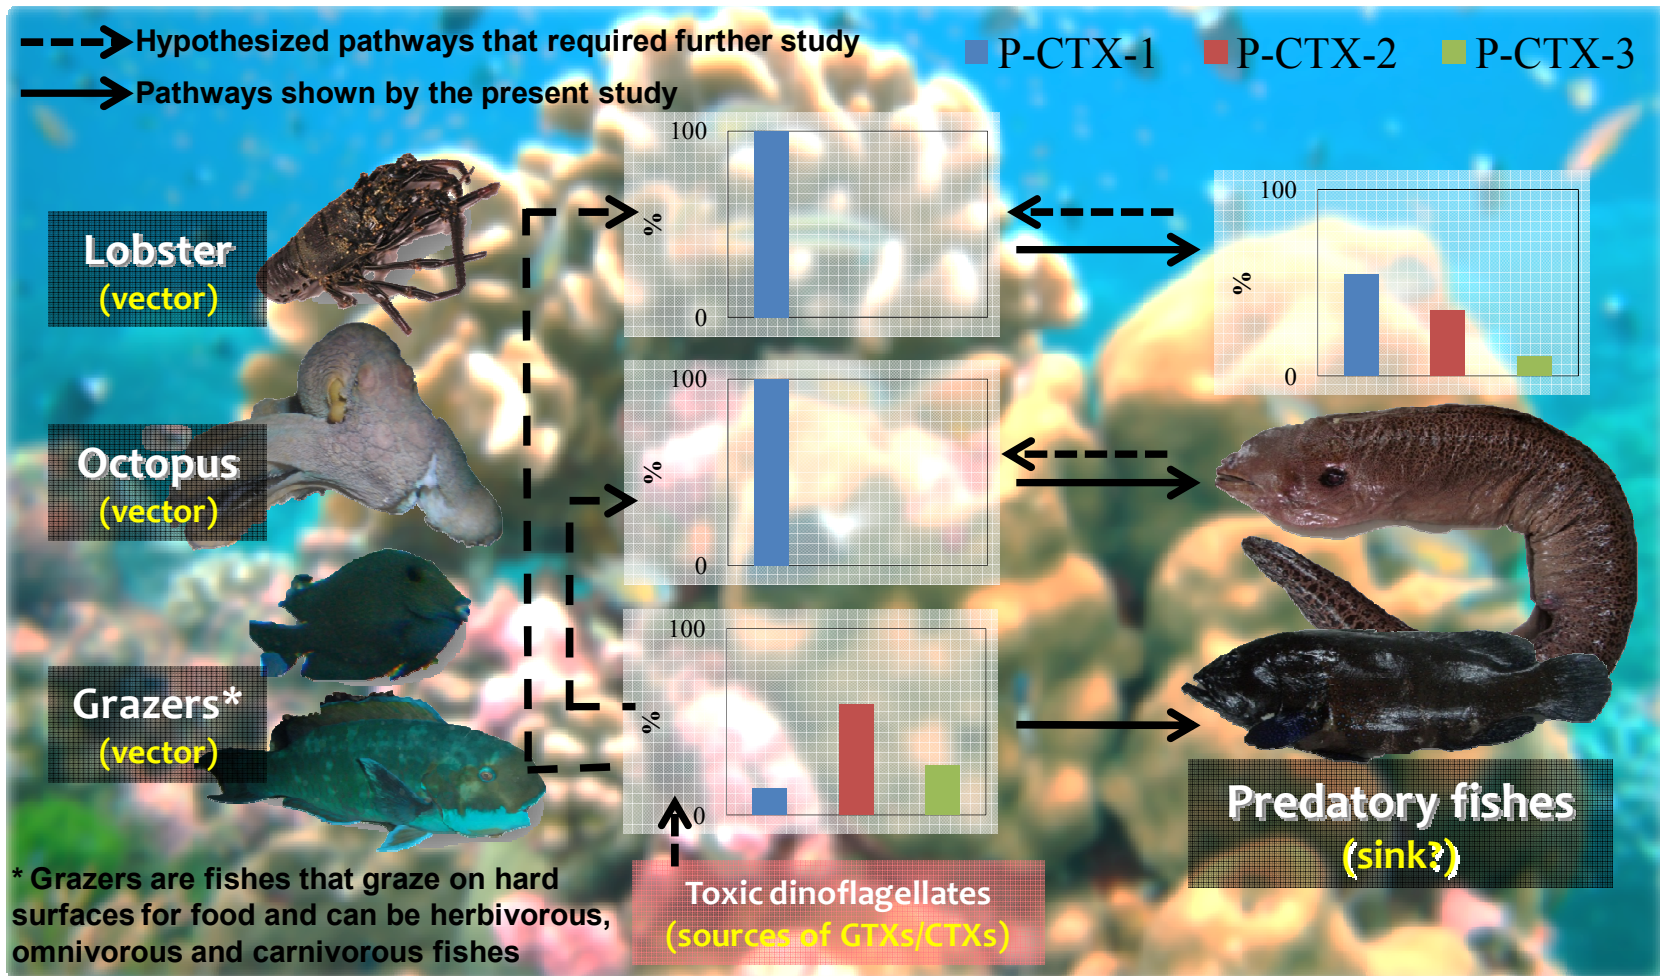 Hypothesized pathways that required further study
Pathways shown by the present study
P-CTX-1 P-CTX-2 P-CTX-3
100
%
0
100
%
0
Lobster
(vector)
100
%
0
Octopus
(vector)
100
%
0
Grazers*
(vector)
Predatory fishes
(sink?)
Toxic dinoflagellates
(sources of GTXs/CTXs)
* Grazers are fishes that graze on hard
surfaces for food and can be herbivorous,
omnivorous and carnivorous fishes